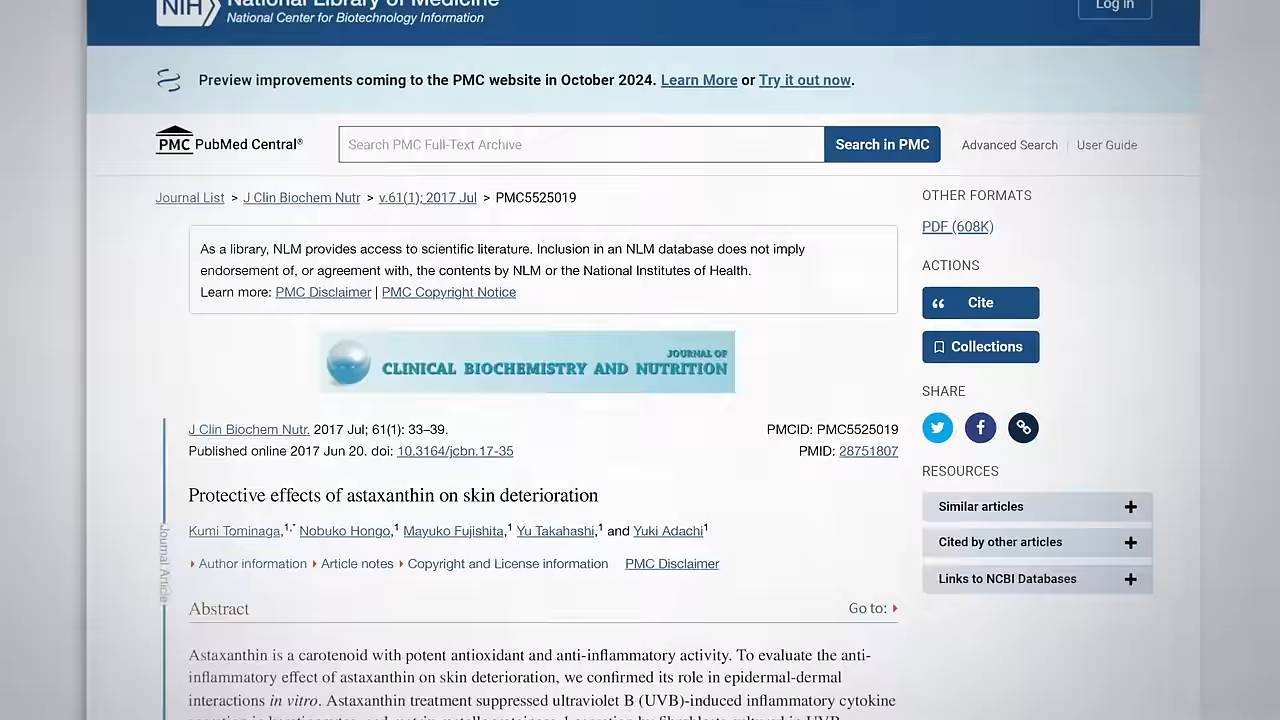 NIH National Library of Medicine
National Center for Biotechnology Information
Log in
Preview improvements coming to the PMC website in October 2024. Learn More or Try it out now.
PMC PubMed Central®
Search PMC Full-Text Archive
Search in PMC
Advanced Search
User Guide
Journal List > J Clin Biochem Nutr > v.61(1); 2017 Jul > PMC5525019
As a library, NLM provides access to scientific literature. Inclusion in an NLM database does not imply
endorsement of, or agreement with, the contents by NLM or the National Institutes of Health.
Learn more: PMC Disclaimer | PMC Copyright Notice
JOURNAL OF
CLINICAL BIOCHEMISTRY AND NUTRITION
J Clin Biochem Nutr. 2017 Jul; 61(1): 33–39.
PMCID: PMC5525019
Published online 2017 Jun 20. doi: 10.3164/jcbn.17-35
PMID: 28751807
Protective effects of astaxanthin on skin deterioration
Kumi Tominaga,1,* Nobuko Hongo,1 Mayuko Fujishita,1 Yu Takahashi,1 and Yuki Adachi1
Author information Article notes Copyright and License information PMC Disclaimer
Journal Article
Abstract
Go to:
Astaxanthin is a carotenoid with potent antioxidant and anti-inflammatory activity. To evaluate the anti-
inflammatory effect of astaxanthin on skin deterioration, we confirmed its role in epidermal-dermal
interactions in vitro. Astaxanthin treatment suppressed ultraviolet B (UVB)-induced inflammatory cytokine
OTHER FORMATS
PDF (608K)
ACTIONS
Cite
Collections
SHARE
RESOURCES
Similar articles
Cited by other articles
Links to NCBI Databases